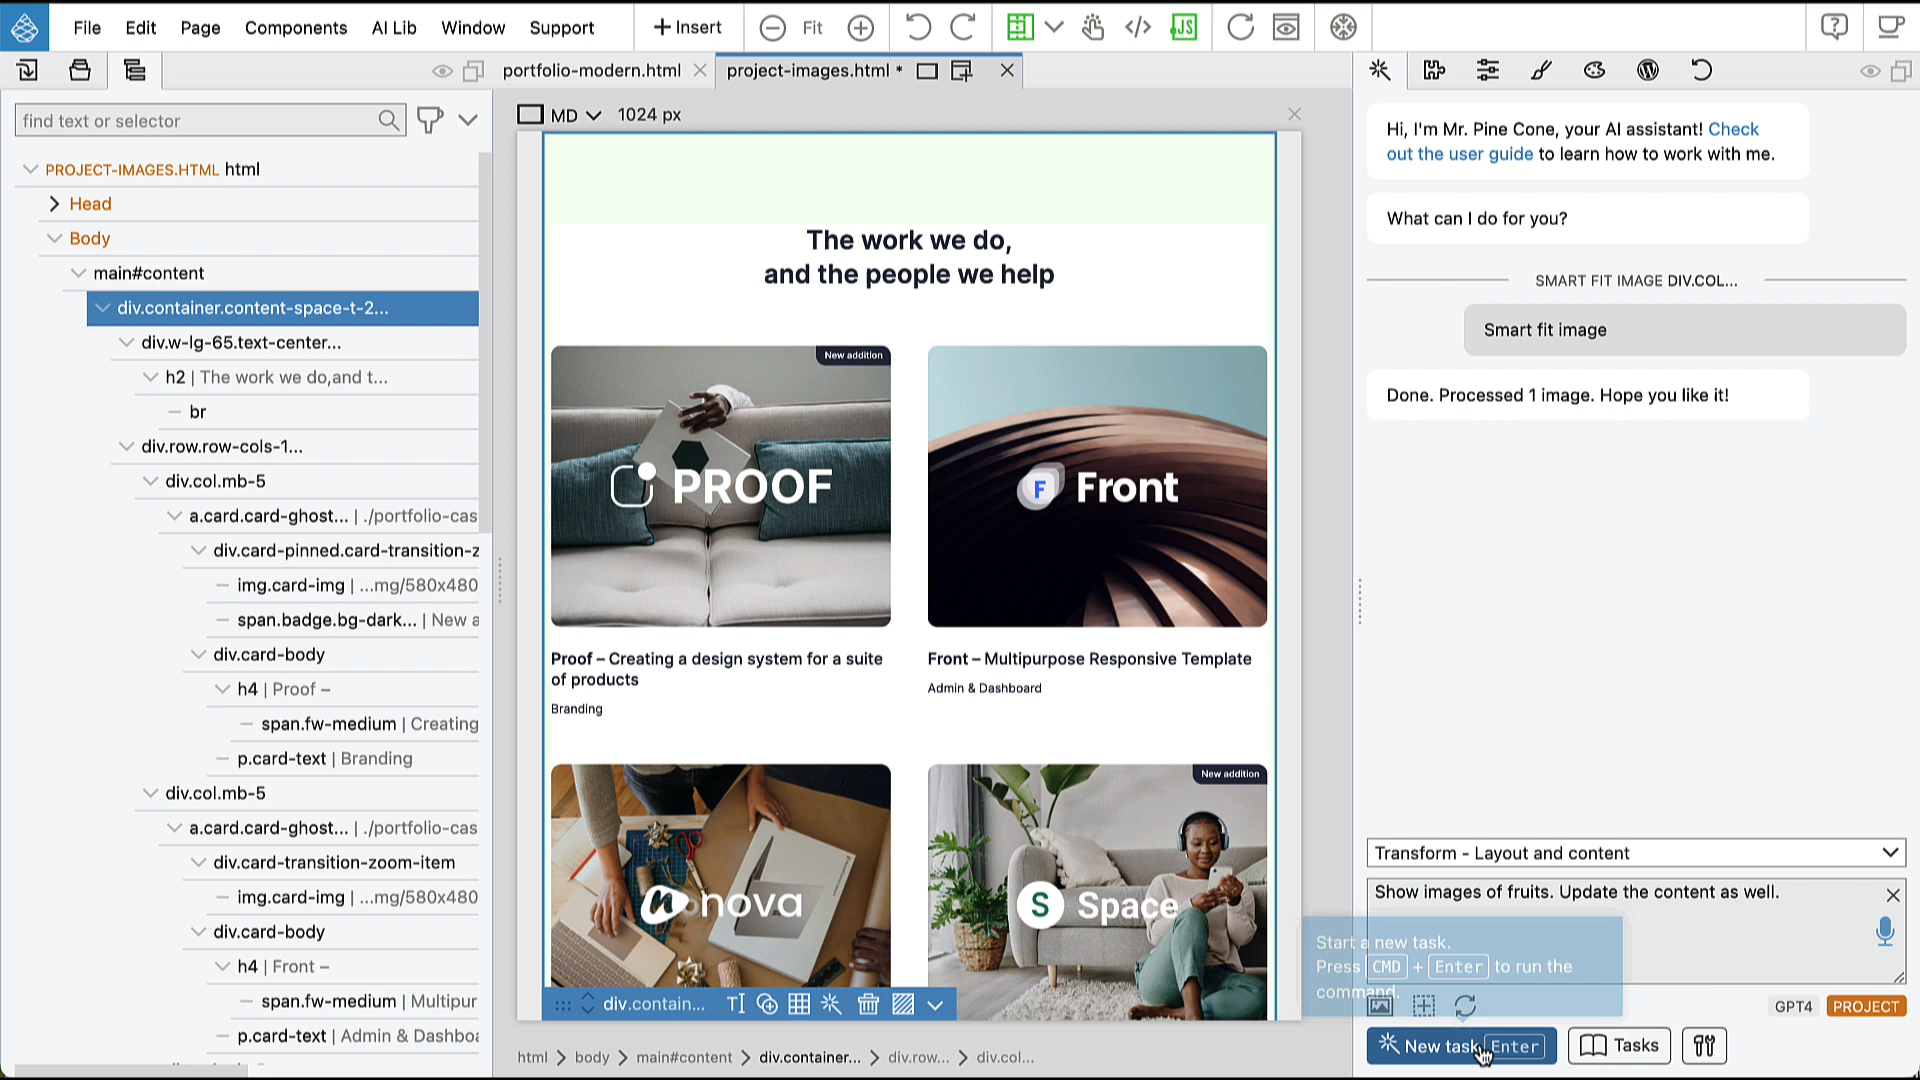 File Edit Page Components AI Lib Window Support + Insert Fit JS
portfolio-modern.html project-images.html *
find text or selector
MD 1024 px
PROJECT-IMAGES.HTML html
Head
Body
main#content
div.container.content-space-t-2...
div.w-lg-65.text-center...
h2 | The work we do,and t...
br
div.row.row-cols-1...
div.col.mb-5
a.card.card-ghost... | ./portfolio-cas
div.card-pinned.card-transition-z
img.card-img | ...mg/580x480
span.badge.bg-dark... | New a
div.card-body
h4 | Proof –
span.fw-medium | Creating
p.card-text | Branding
div.col.mb-5
a.card.card-ghost... | ./portfolio-cas
div.card-transition-zoom-item
img.card-img | ...mg/580x480
div.card-body
h4 | Front –
span.fw-medium | Multipur
p.card-text | Admin & Dashboa
The work we do,
and the people we help
New addition
PROOF
F Front
Proof – Creating a design system for a suite
of products
Branding
Front – Multipurpose Responsive Template
Admin & Dashboard
nova
New addition
S Space
div.contain...
html > body > main#content > div.container... > div.row... > div.col...
Hi, I'm Mr. Pine Cone, your AI assistant! Check
out the user guide to learn how to work with me.
What can I do for you?
SMART FIT IMAGE DIV.COL...
Smart fit image
Done. Processed 1 image. Hope you like it!
Transform - Layout and content
Show images of fruits. Update the content as well.
Start a new task.
Press CMD + Enter to run the
command.
GPT4 PROJECT
New task Enter Tasks